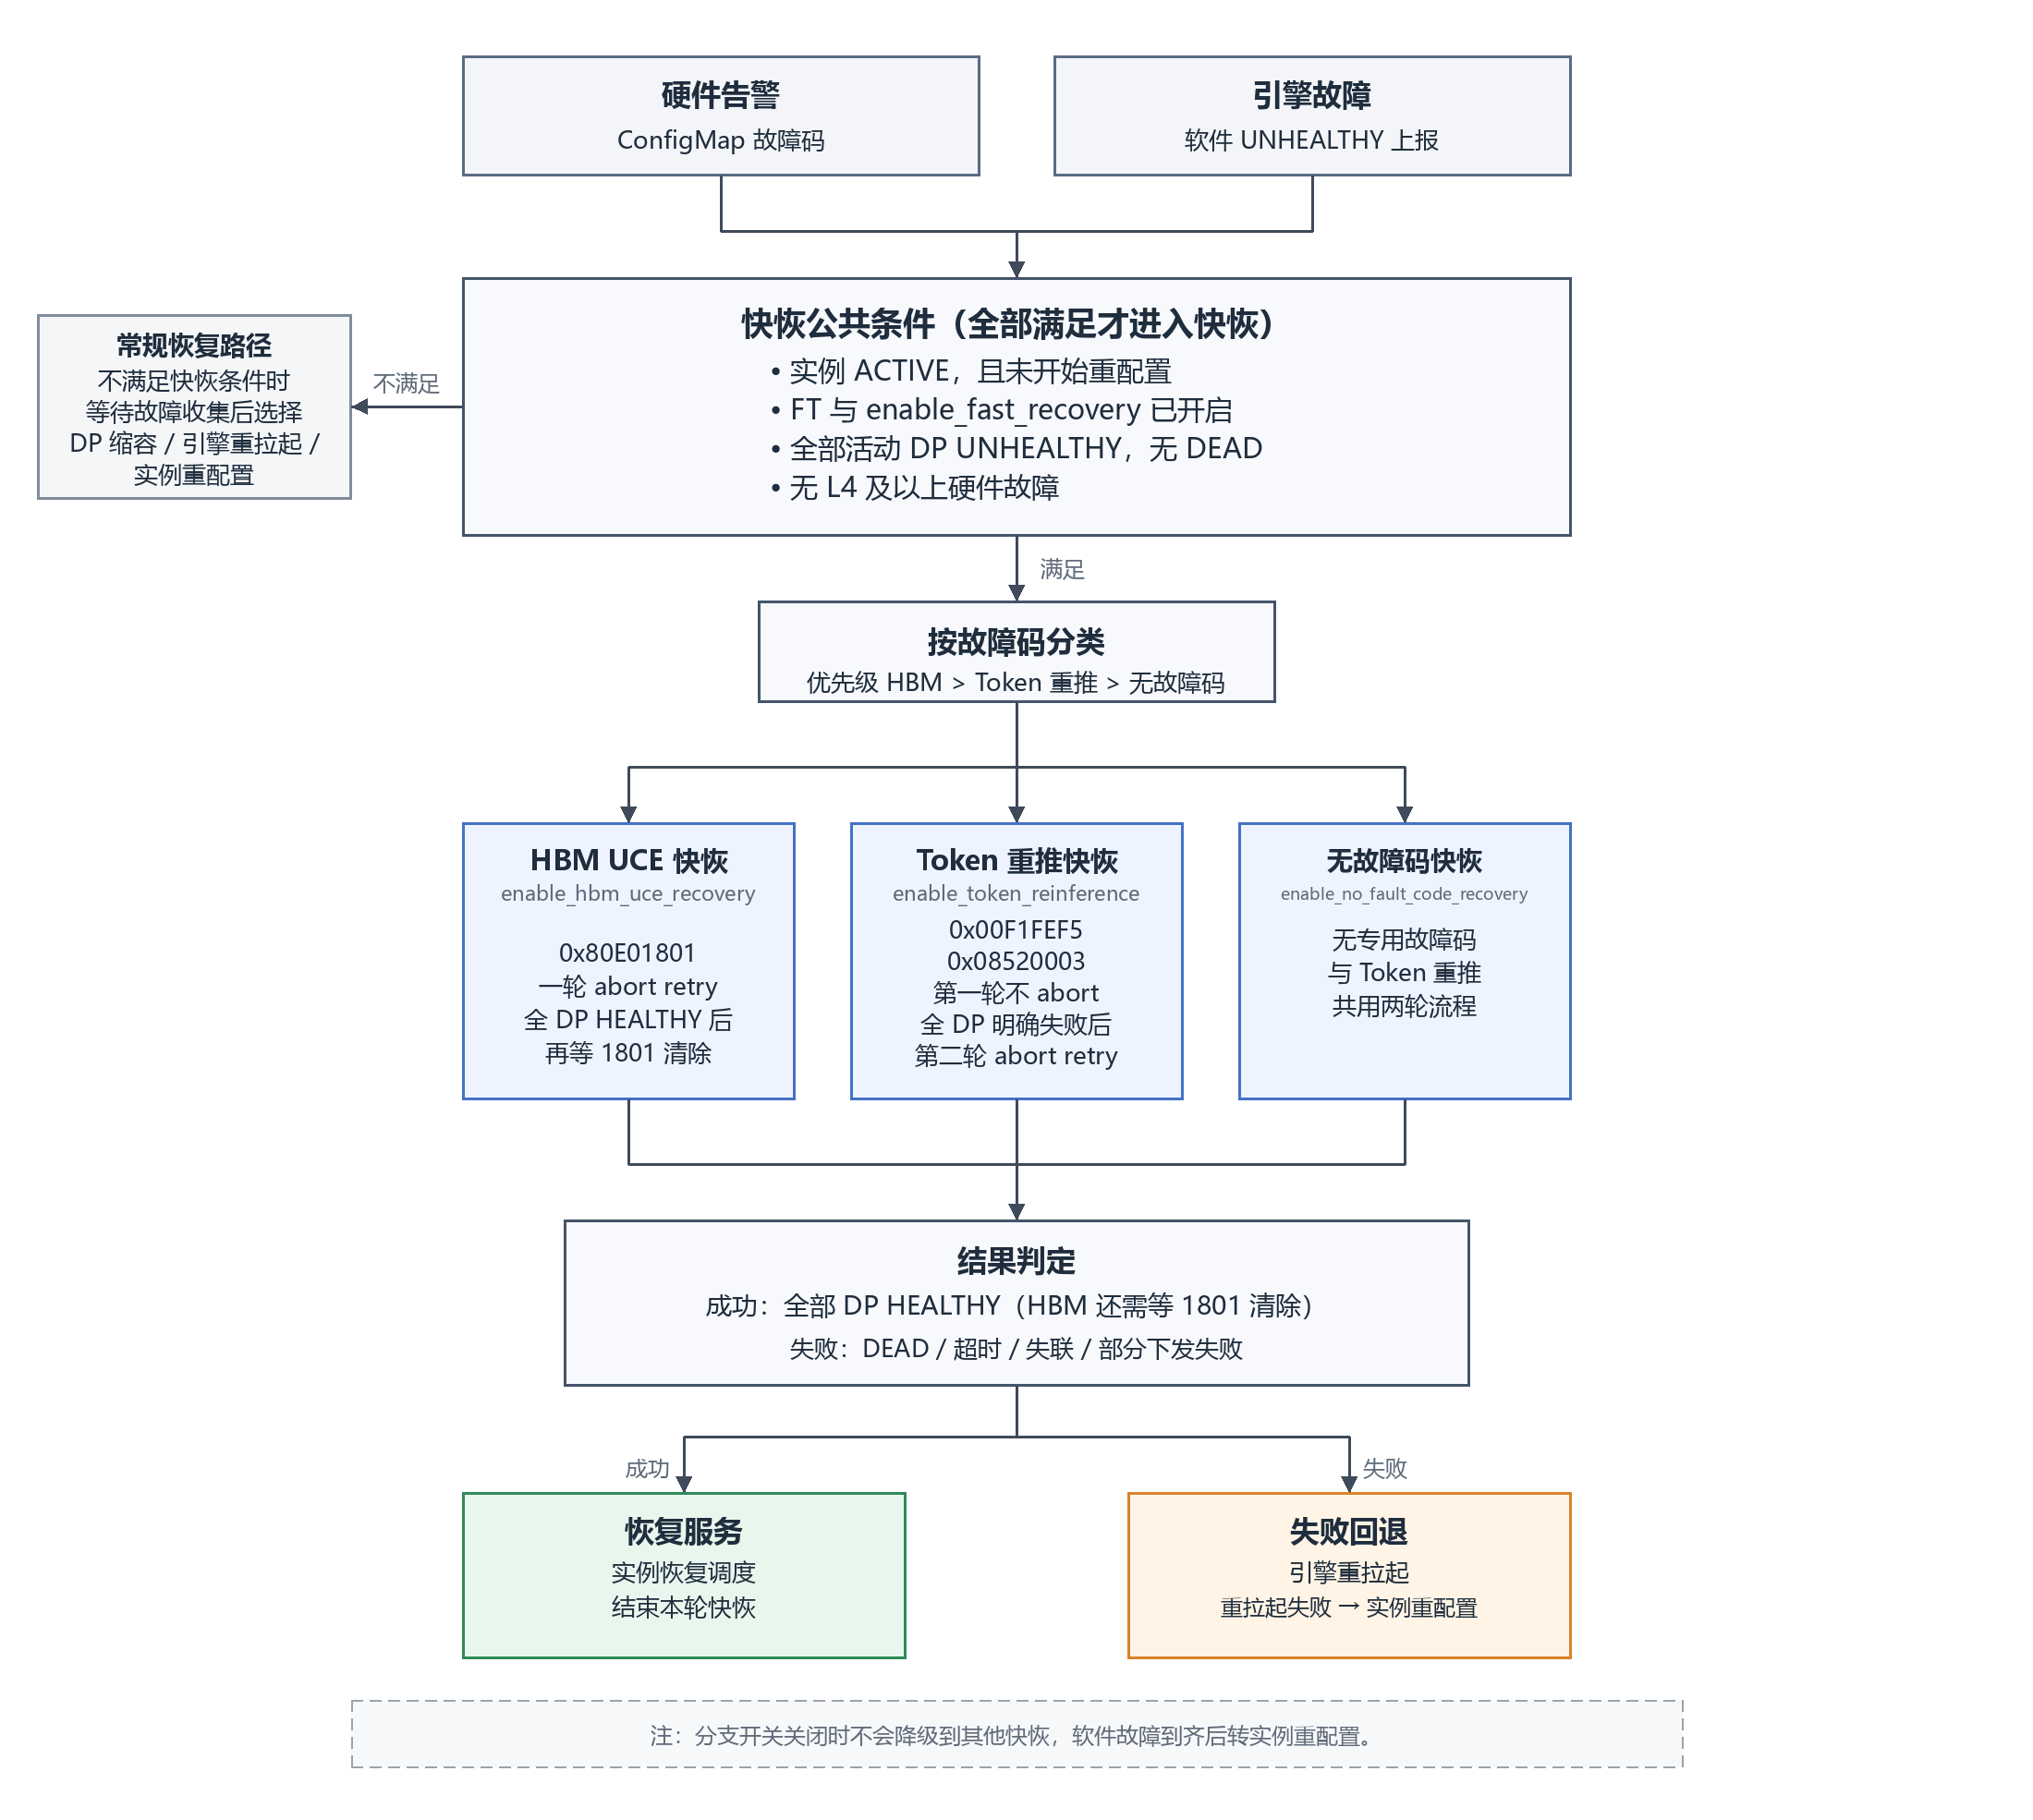 硬件告警
ConfigMap 故障码
引擎故障
软件 UNHEALTHY 上报
快恢公共条件（全部满足才进入快恢）
• 实例 ACTIVE，且未开始重配置
• FT 与 enable_fast_recovery 已开启
• 全部活动 DP UNHEALTHY，无 DEAD
• 无 L4 及以上硬件故障
不满足
常规恢复路径
不满足快恢条件时
等待故障收集后选择
DP 缩容 / 引擎重拉起 /
实例重配置
满足
按故障码分类
优先级 HBM > Token 重推 > 无故障码
HBM UCE 快恢
enable_hbm_uce_recovery
0x80E01801
一轮 abort retry
全 DP HEALTHY 后
再等 1801 清除
Token 重推快恢
enable_token_reinference
0x00F1FEF5
0x08520003
第一轮不 abort
全 DP 明确失败后
第二轮 abort retry
无故障码快恢
enable_no_fault_code_recovery
无专用故障码
与 Token 重推
共用两轮流程
结果判定
成功：全部 DP HEALTHY（HBM 还需等 1801 清除）
失败：DEAD / 超时 / 失联 / 部分下发失败
成功
失败
恢复服务
实例恢复调度
结束本轮快恢
失败回退
引擎重拉起
重拉起失败 → 实例重配置
注：分支开关关闭时不会降级到其他快恢，软件故障到齐后转实例重配置。